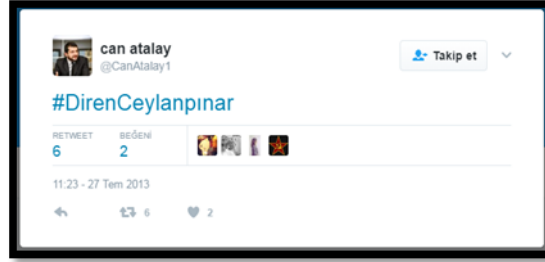 can atalay
@CanAtalay1
Takip et
#DirenCeylanpınar
RETWEET BEĞENİ
6 2
11:23 - 27 Tem 2013
6 2